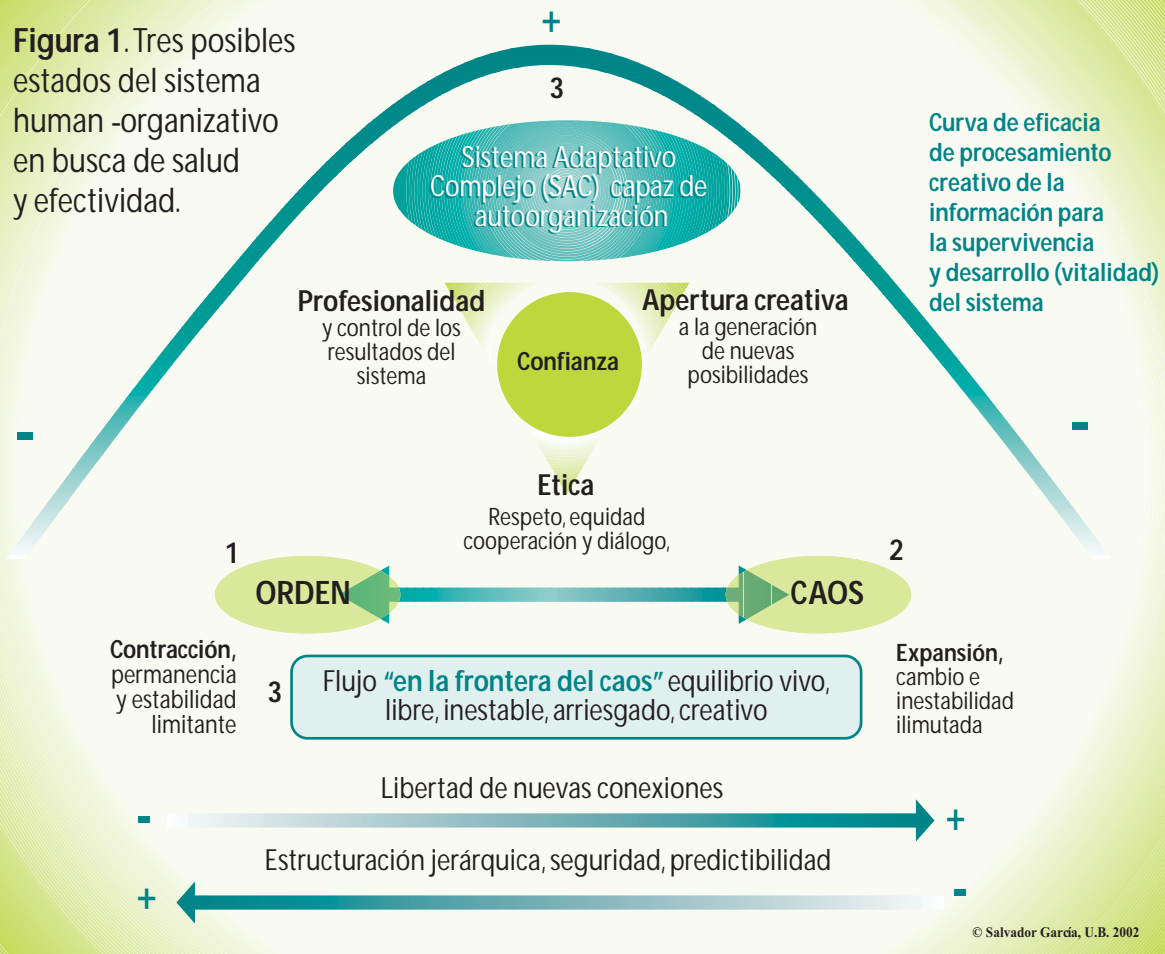 Figura 1. Tres posibles
estados del sistema
human -organizativo
en busca de salud
y efectividad.
+
3
Sistema Adaptativo
Complejo (SAC) capaz de
autoorganización
Curva de eficacia
de procesamiento
creativo de la
información para
la supervivencia
y desarrollo (vitalidad)
del sistema
Profesionalidad
y control de los
resultados del
sistema
Confianza
Apertura creativa
a la generación
de nuevas
posibilidades
-
-
Etica
Respeto, equidad
cooperación y diálogo,
1
ORDEN
2
CAOS
Contracción,
permanencia
y estabilidad
limitante
3
Flujo "en la frontera del caos" equilibrio vivo,
libre, inestable, arriesgado, creativo
Expansión,
cambio e
inestabilidad
ilimutada
Libertad de nuevas conexiones
- +
Estructuración jerárquica, seguridad, predictibilidad
+ -
© Salvador García, U.B. 2002